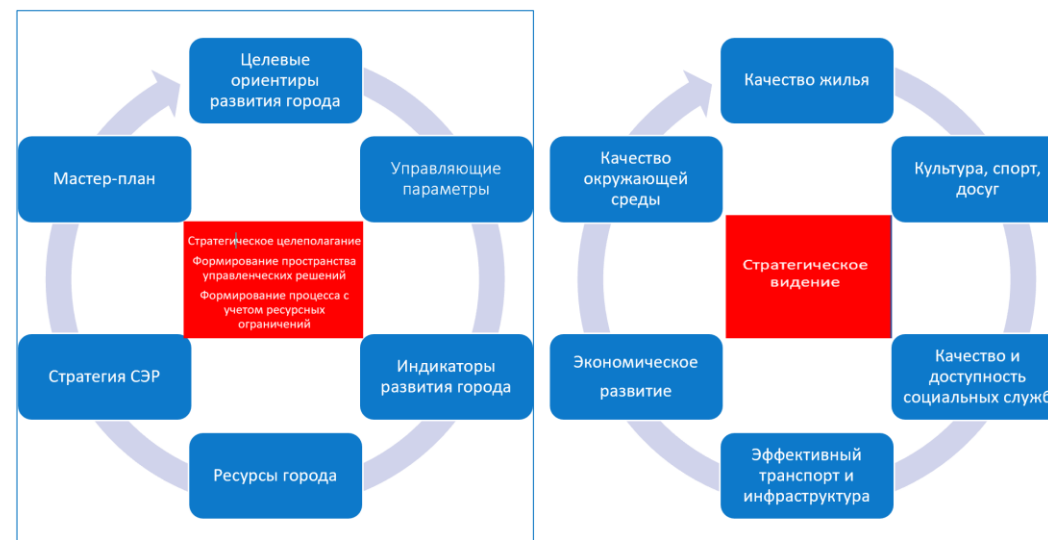 Целевые
ориентиры
развития города
Управляющие
параметры
Индикаторы
развития города
Ресурсы города
Стратегия СЭР
Мастер-план
Стратегическое целеполагание
Формирование пространства
управленческих решений
Формирование процесса с
учетом ресурсных
ограничений
Качество жилья
Культура, спорт,
досуг
Качество и
доступность
социальных служб
Эффективный
транспорт и
инфраструктура
Экономическое
развитие
Качество
окружающей
среды
Стратегическое
видение